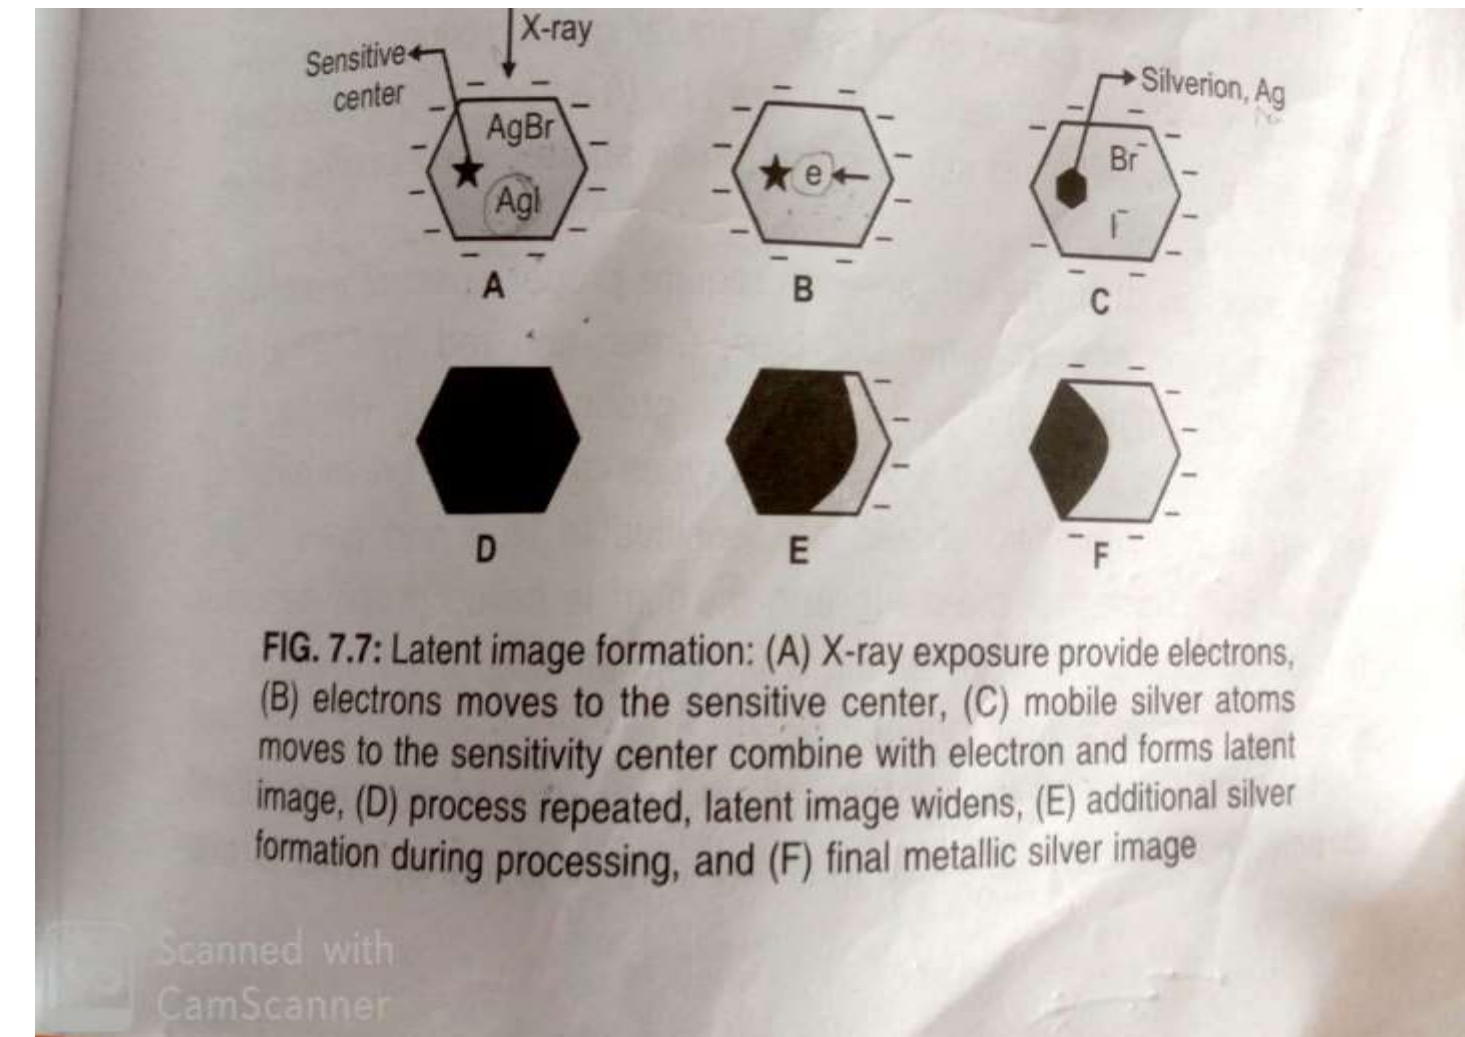 X-ray
Sensitive
center
AgBr
AgI
A
e
B
Silverion, Ag
Br⁻
I⁻
C
D
E
F
FIG. 7.7: Latent image formation: (A) X-ray exposure provide electrons,
(B) electrons moves to the sensitive center, (C) mobile silver atoms
moves to the sensitivity center combine with electron and forms latent
image, (D) process repeated, latent image widens, (E) additional silver
formation during processing, and (F) final metallic silver image
Scanned with
CamScanner